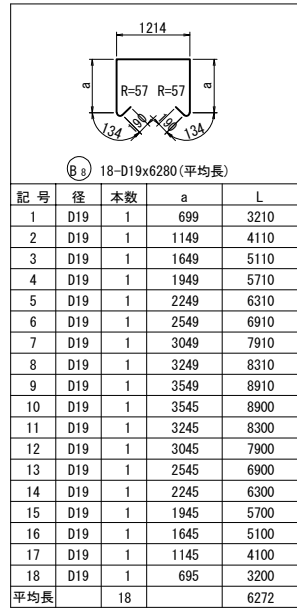 1214
a
a
R=57 R=57
134
190
190
134
B8 18-D19x6280(平均長)
記 号 径 本数 a L
1 D19 1 699 3210
2 D19 1 1149 4110
3 D19 1 1649 5110
4 D19 1 1949 5710
5 D19 1 2249 6310
6 D19 1 2549 6910
7 D19 1 3049 7910
8 D19 1 3249 8310
9 D19 1 3549 8910
10 D19 1 3545 8900
11 D19 1 3245 8300
12 D19 1 3045 7900
13 D19 1 2545 6900
14 D19 1 2245 6300
15 D19 1 1945 5700
16 D19 1 1645 5100
17 D19 1 1145 4100
18 D19 1 695 3200
平均長 18 6272